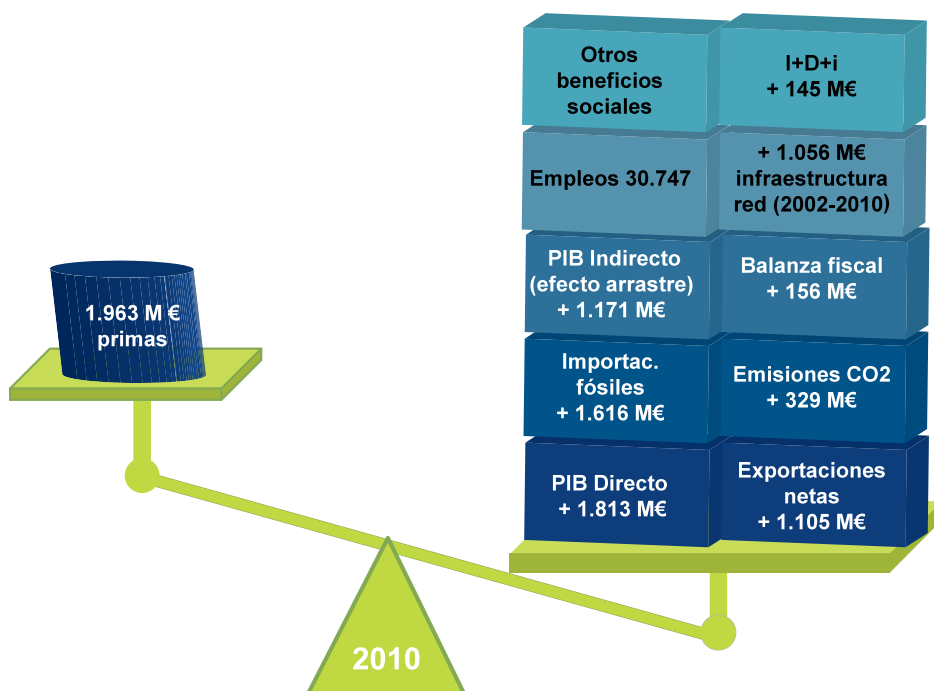 Otros
beneficios
sociales
I+D+i
+ 145 M€
Empleos 30.747
+ 1.056 M€
infraestructura
red (2002-2010)
PIB Indirecto
(efecto arrastre)
+ 1.171 M€
Balanza fiscal
+ 156 M€
1.963 M €
primas
Importac.
fósiles
+ 1.616 M€
Emisiones CO2
+ 329 M€
PIB Directo
+ 1.813 M€
Exportaciones
netas
+ 1.105 M€
2010